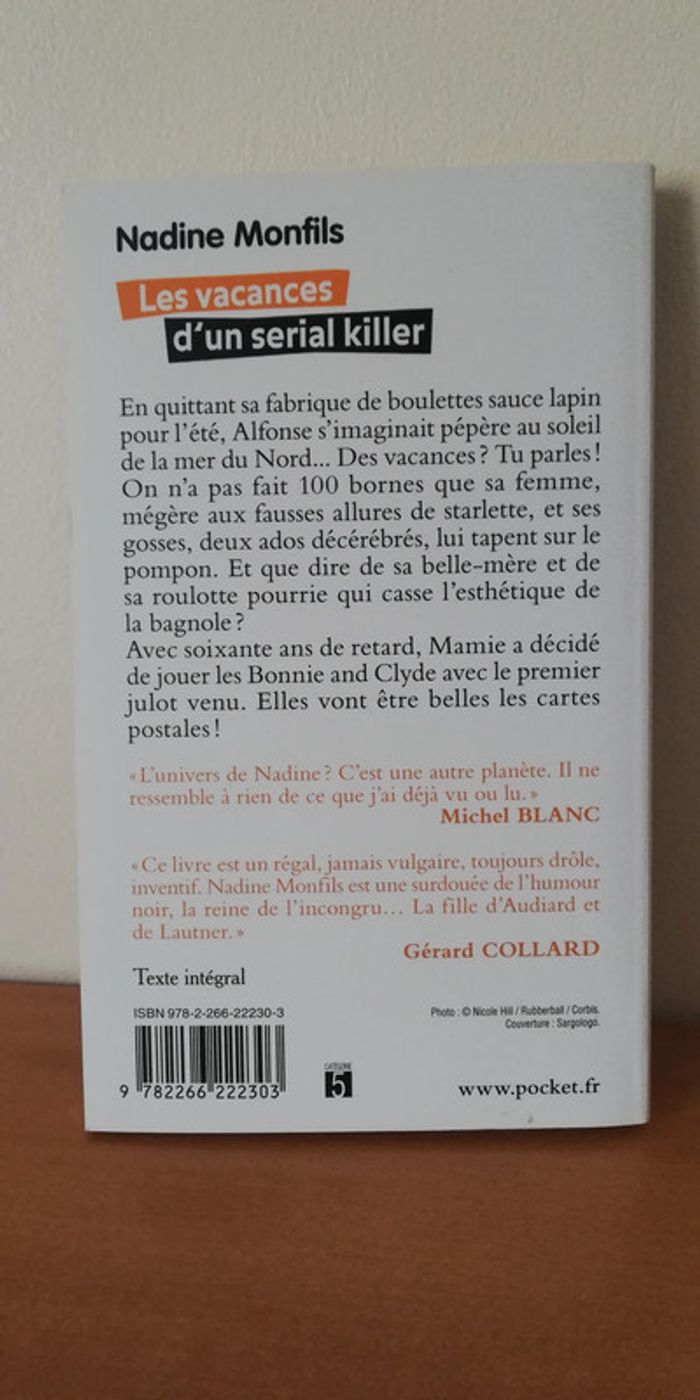 Nadine Monfils
Les vacances
d'un serial killer
En quittant sa fabrique de boulettes sauce lapin
pour l'été, Alfonse s'imaginait pépère au soleil
de la mer du Nord... Des vacances ? Tu parles !
On n'a pas fait 100 bornes que sa femme,
mégère aux fausses allures de starlette, et ses
gosses, deux ados décérébrés, lui tapent sur le
pompon. Et que dire de sa belle-mère et de
sa roulotte pourrie qui casse l'esthétique de
la bagnole ?
Avec soixante ans de retard, Mamie a décidé
de jouer les Bonnie and Clyde avec le premier
julot venu. Elles vont être belles les cartes
postales !
« L'univers de Nadine ? C'est une autre planète. Il ne
ressemble à rien de ce que j'ai déjà vu ou lu. »
Michel BLANC
« Ce livre est un régal, jamais vulgaire, toujours drôle,
inventif. Nadine Monfils est une surdouée de l'humour
noir, la reine de l'incongru... La fille d'Audiard et
de Lautner. »
Gérard COLLARD
Texte intégral
ISBN 978-2-266-22230-3
Photo : © Nicole Hill / Rubberball / Corbis.
Couverture : Sargologo.
9 782266 222303
CATÉGORIE
5
www.pocket.fr